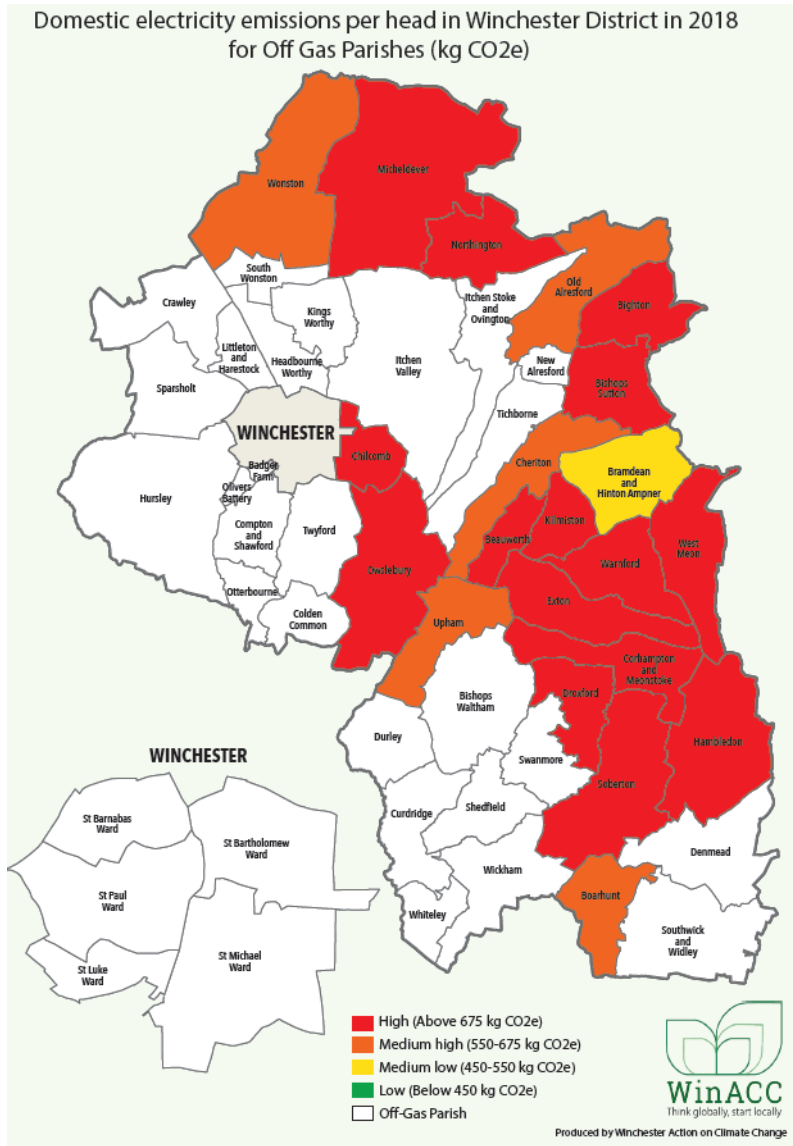 Domestic electricity emissions per head in Winchester District in 2018
for Off Gas Parishes (kg CO2e)
Micheldever
Wonston
Northington
South
Wonston
Old
Alresford
Itchen Stoke
and
Ovington
Crawley
Bighton
Kings
Worthy
Littleton
and
Harestock
Headbourne
Worthy
Itchen
Valley
New
Alresford
Sparsholt
Bishops
Sutton
Tichborne
WINCHESTER
Chilcomb
Cheriton
Badger
Farm
Bramdean
and
Hinton Ampner
Olivers
Battery
Hursley
Kilmiston
Compton
and
Shawford
Twyford
Beauworth
West
Meon
Warnford
Owslebury
Otterbourne
Exton
Colden
Common
Upham
Corhampton
and
Meonstoke
Bishops
Waltham
Droxford
Durley
Hambledon
WINCHESTER
Swanmore
Soberton
Shedfield
Curdridge
St Barnabas
Ward
St Bartholomew
Ward
Denmead
Wickham
St Paul
Ward
Boarhunt
Whiteley
Southwick
and
Widley
St Michael
Ward
St Luke
Ward
High (Above 675 kg CO2e)
Medium high (550-675 kg CO2e)
Medium low (450-550 kg CO2e)
Low (Below 450 kg CO2e)
Off-Gas Parish
WinACC
Think globally, start locally
Produced by Winchester Action on Climate Change